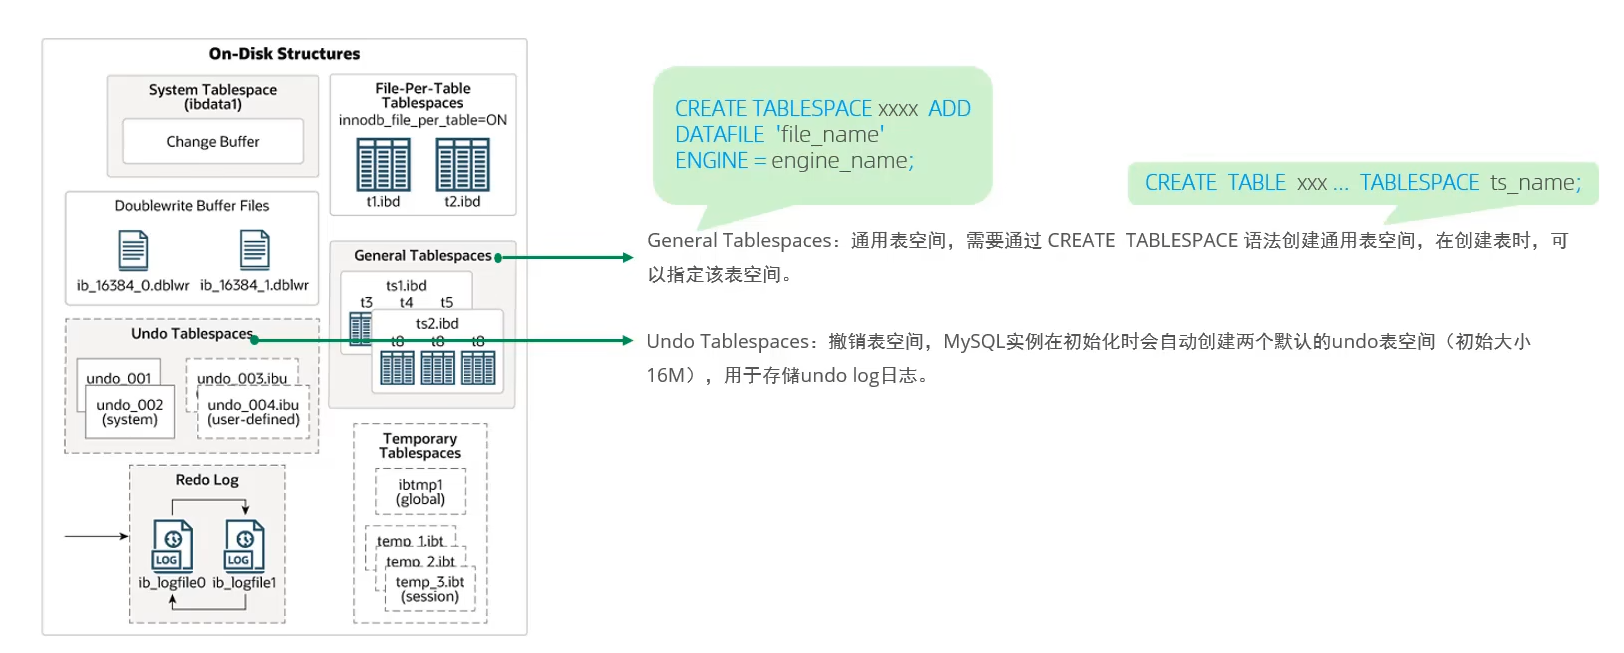 On-Disk Structures
System Tablespace
(ibdata1)
Change Buffer
File-Per-Table
Tablespaces
innodb_file_per_table=ON
t1.ibd t2.ibd
Doublewrite Buffer Files
ib_16384_0.dblwr ib_16384_1.dblwr
General Tablespaces
ts1.ibd
t3 t4 t5
ts2.ibd
t8 t8 t8
Undo Tablespaces
undo_001
undo_002
(system)
undo_003.ibu
undo_004.ibu
(user-defined)
Temporary
Tablespaces
ibtmp1
(global)
temp_1.ibt
temp_2.ibt
temp_3.ibt
(session)
Redo Log
LOG LOG
ib_logfile0 ib_logfile1
CREATE TABLESPACE xxxx ADD
DATAFILE 'file_name'
ENGINE = engine_name;
CREATE TABLE xxx ... TABLESPACE ts_name;
General Tablespaces：通用表空间，需要通过 CREATE TABLESPACE 语法创建通用表空间，在创建表时，可
以指定该表空间。
Undo Tablespaces：撤销表空间，MySQL实例在初始化时会自动创建两个默认的undo表空间（初始大小
16M），用于存储undo log日志。